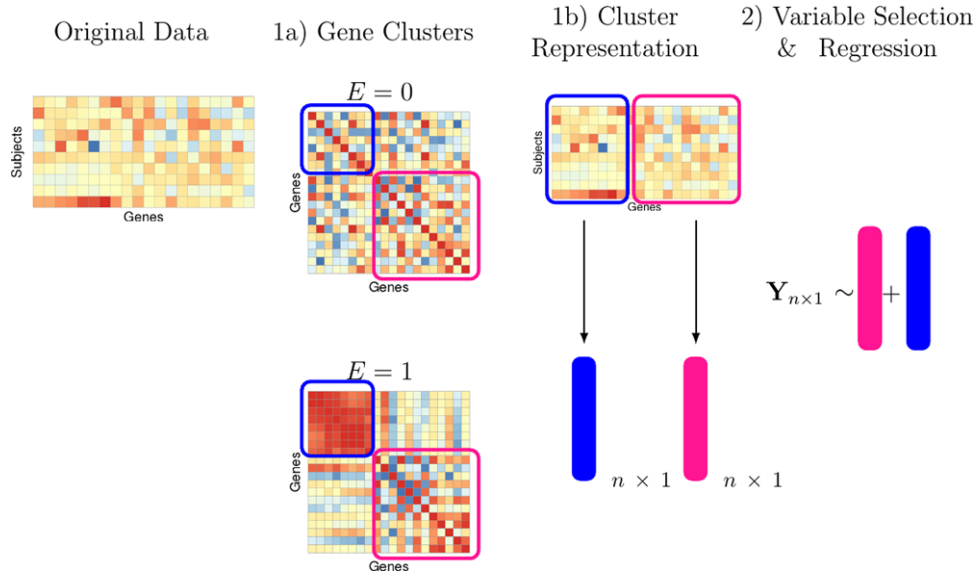 Original Data
Subjects
Genes
1a) Gene Clusters
E = 0
Genes
Genes
E = 1
Genes
Genes
1b) Cluster
Representation
Subjects
Genes
n × 1
n × 1
2) Variable Selection
& Regression
Yn×1 ~ +